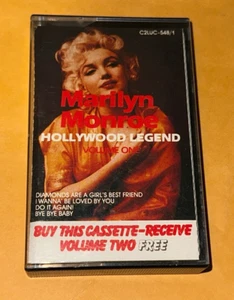 C2LUC-548/1
Marilyn
Monroe
HOLLYWOOD LEGEND
VOLUME ONE
DIAMONDS ARE A GIRL'S BEST FRIEND
I WANNA' BE LOVED BY YOU
DO IT AGAIN!
BYE BYE BABY
BUY THIS CASSETTE-RECEIVE
VOLUME TWO FREE